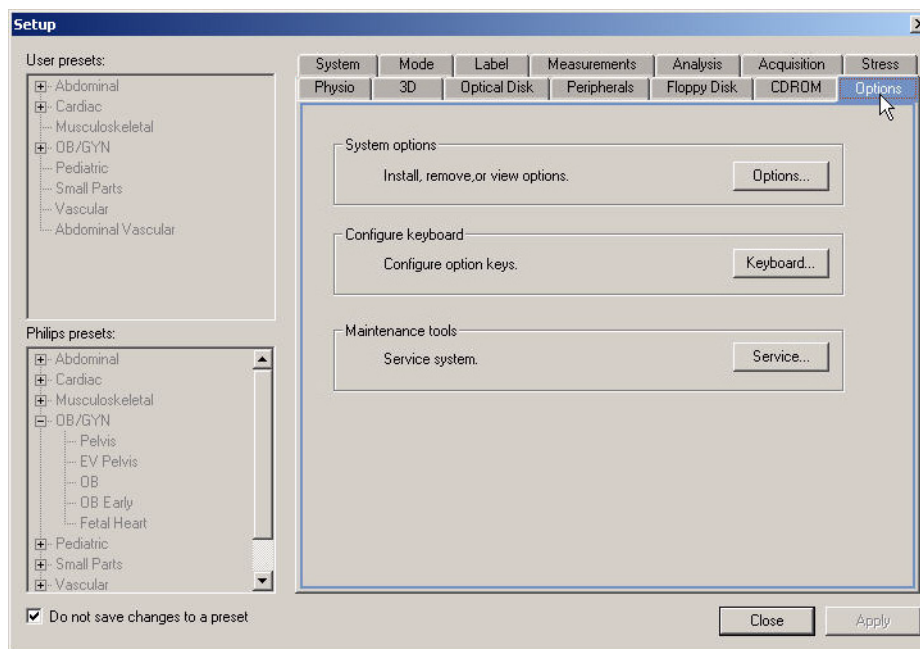 Setup
User presets:
Abdominal
Cardiac
Musculoskeletal
OB/GYN
Pediatric
Small Parts
Vascular
Abdominal Vascular
Philips presets:
Abdominal
Cardiac
Musculoskeletal
OB/GYN
Pelvis
EV Pelvis
OB
OB Early
Fetal Heart
Pediatric
Small Parts
Vascular
Do not save changes to a preset
System Mode Label Measurements Analysis Acquisition Stress
Physio 3D Optical Disk Peripherals Floppy Disk CDROM Options
System options
Install, remove,or view options. Options...
Configure keyboard
Configure option keys. Keyboard...
Maintenance tools
Service system. Service...
Close Apply